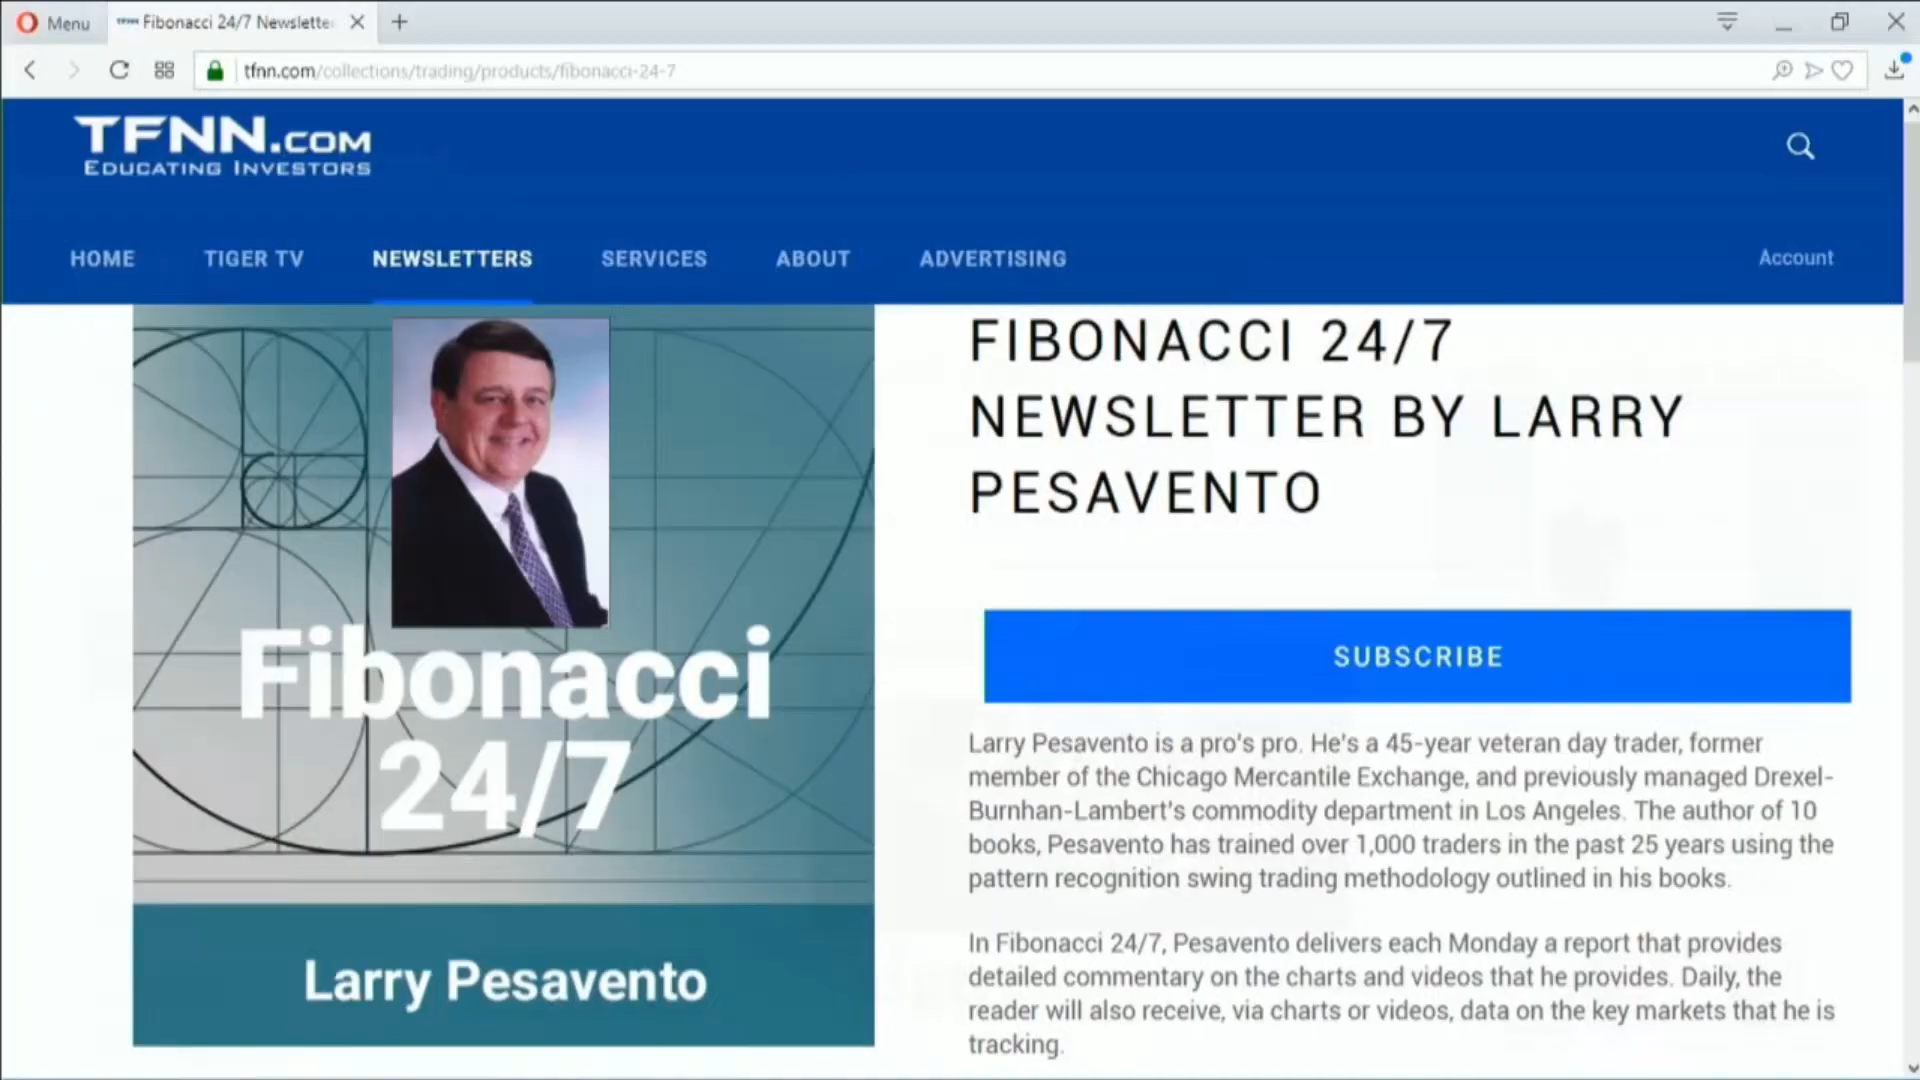 Menu
Fibonacci 24/7 Newslette
tfnn.com/collections/trading/products/fibonacci-24-7
TFNN.COM
EDUCATING INVESTORS
HOME TIGER TV NEWSLETTERS SERVICES ABOUT ADVERTISING Account
Fibonacci
24/7
Larry Pesavento
FIBONACCI 24/7
NEWSLETTER BY LARRY
PESAVENTO
SUBSCRIBE
Larry Pesavento is a pro's pro. He's a 45-year veteran day trader, former
member of the Chicago Mercantile Exchange, and previously managed Drexel-
Burnhan-Lambert's commodity department in Los Angeles. The author of 10
books, Pesavento has trained over 1,000 traders in the past 25 years using the
pattern recognition swing trading methodology outlined in his books.
In Fibonacci 24/7, Pesavento delivers each Monday a report that provides
detailed commentary on the charts and videos that he provides. Daily, the
reader will also receive, via charts or videos, data on the key markets that he is
tracking.